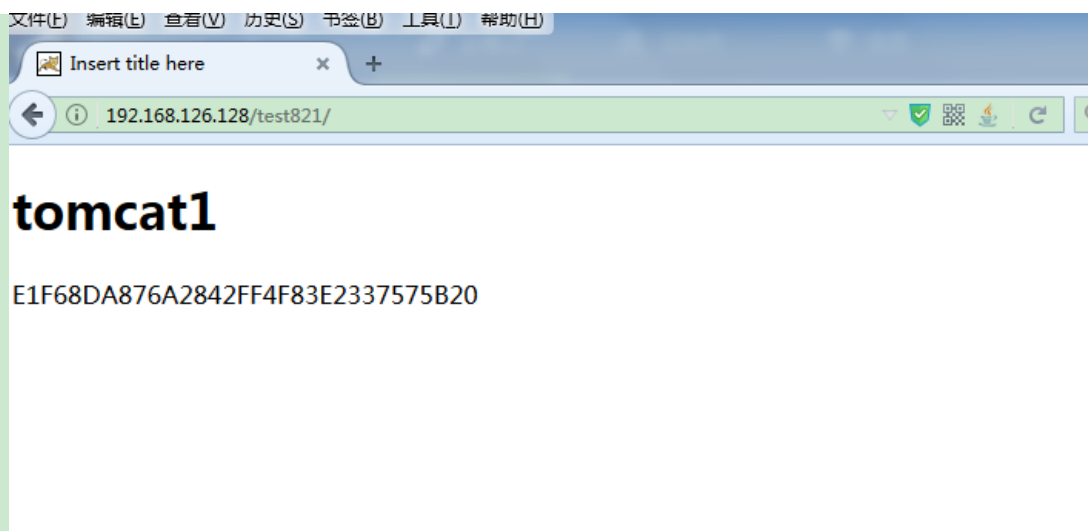 文件(F) 编辑(E) 查看(V) 历史(S) 书签(B) 工具(T) 帮助(H)
Insert title here
192.168.126.128/test821/
tomcat1
E1F68DA876A2842FF4F83E2337575B20